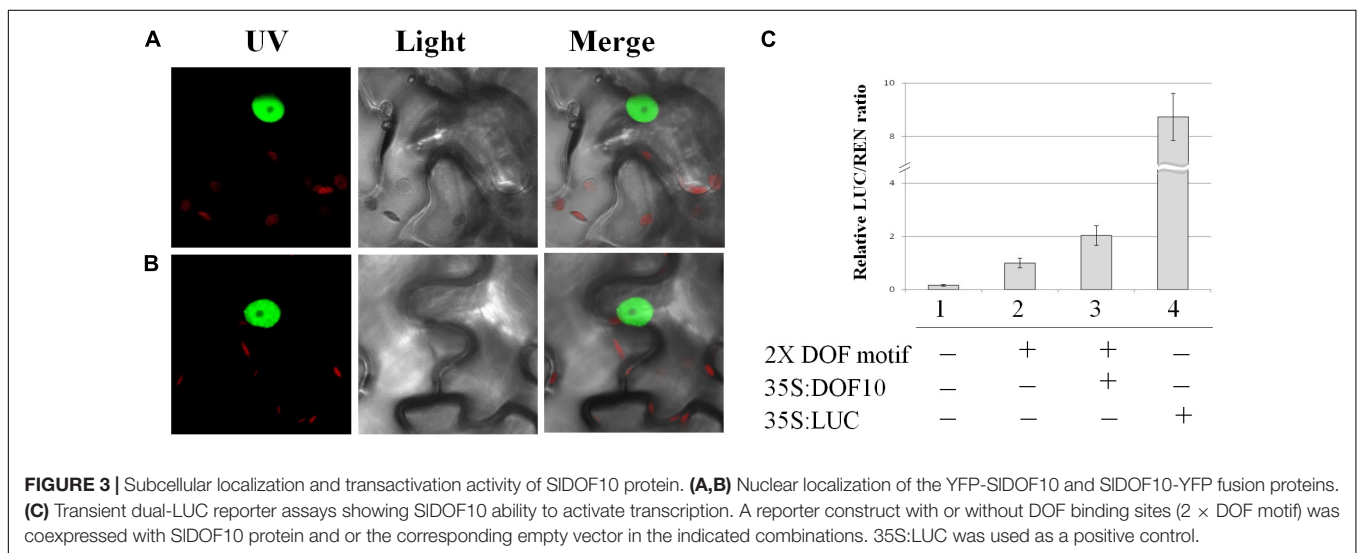 A
UV
Light
Merge
B
C
Relative LUC/REN ratio
10
8
4
2
0
1 2 3 4
2X DOF motif – + + –
35S:DOF10 – – + –
35S:LUC – – – +
FIGURE 3 | Subcellular localization and transactivation activity of SlDOF10 protein. (A,B) Nuclear localization of the YFP-SlDOF10 and SlDOF10-YFP fusion proteins.
(C) Transient dual-LUC reporter assays showing SlDOF10 ability to activate transcription. A reporter construct with or without DOF binding sites (2 × DOF motif) was
coexpressed with SlDOF10 protein and or the corresponding empty vector in the indicated combinations. 35S:LUC was used as a positive control.